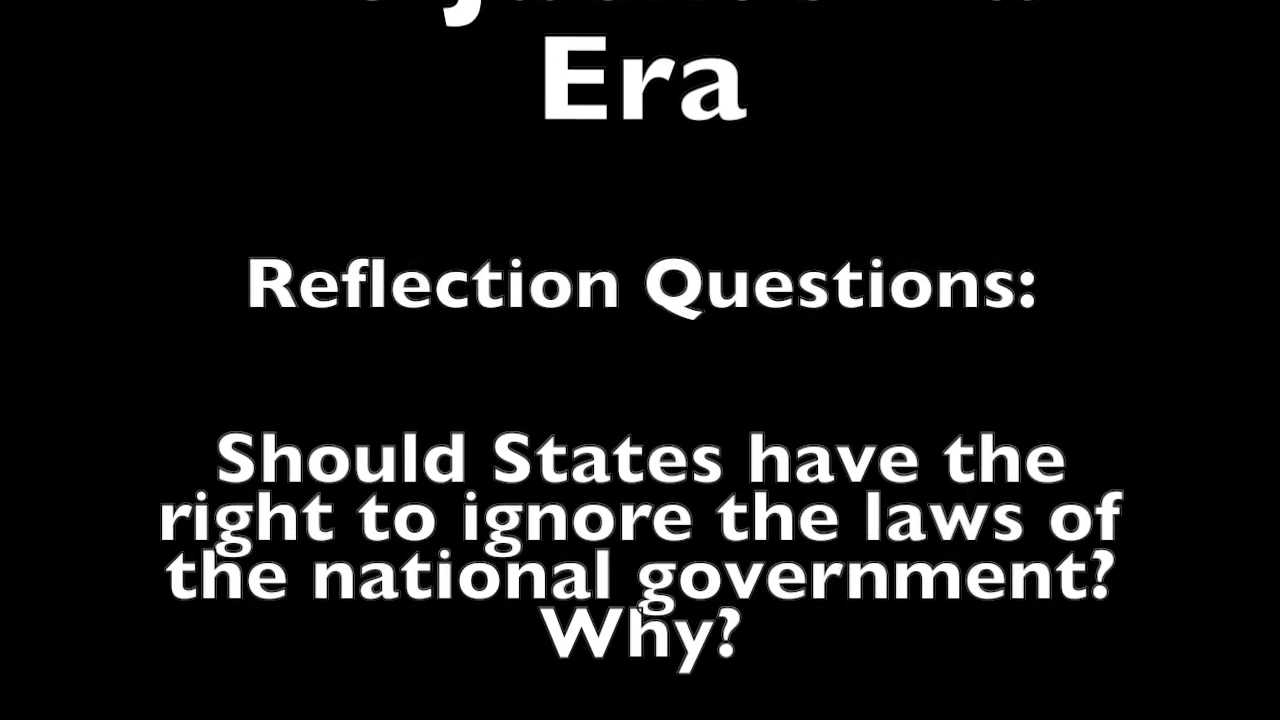 Era
Reflection Questions:
Should States have the
right to ignore the laws of
the national government?
Why?